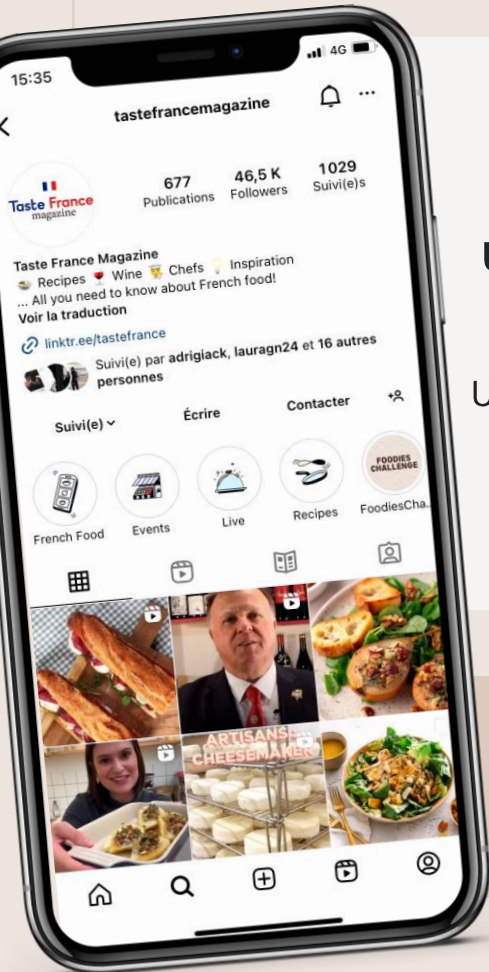 15:35
4G
tastefrancemagazine
Taste France
magazine
677
46,5 K
1 029
Publications
Followers
Suivi(e)s
Taste France Magazine
Recipes Wine Chefs Inspiration
... All you need to know about French food!
Voir la traduction
linktr.ee/tastefrance
Suivi(e) par adrigiack, lauragn24 et 16 autres
personnes
Suivi(e)
Écrire
Contacter
FOODIES
CHALLENGE
French Food
Events
Live
Recipes
FoodiesCha...
ARTISANS
CHEESEMAKER
U